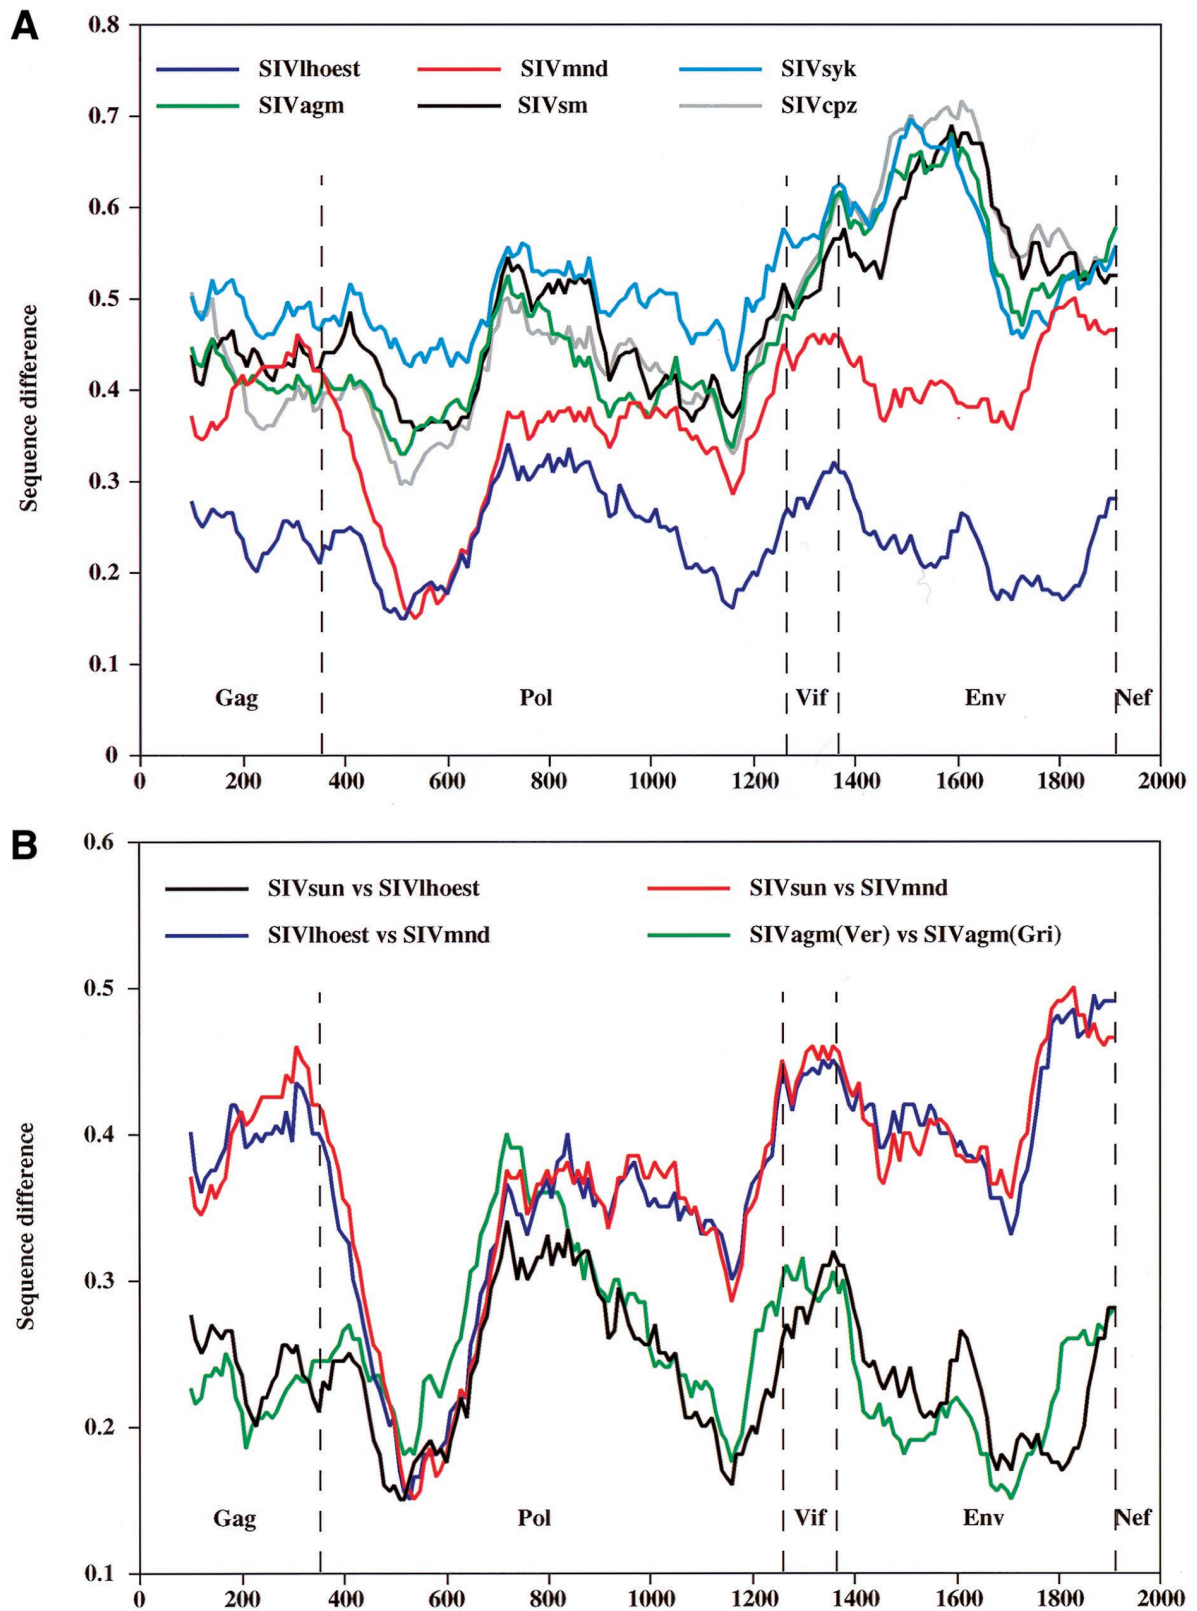 A
0.8
SIVlhoest SIVmnd SIVsyk
SIVagm SIVsm SIVcpz
0.7
0.6
0.5
0.4
0.3
0.2
0.1
0
Sequence difference
Gag Pol Vif Env Nef
0 200 400 600 800 1000 1200 1400 1600 1800 2000
B
0.6
SIVsun vs SIVlhoest SIVsun vs SIVmnd
SIVlhoest vs SIVmnd SIVagm(Ver) vs SIVagm(Gri)
0.5
0.4
0.3
0.2
0.1
Sequence difference
Gag Pol Vif Env Nef
0 200 400 600 800 1000 1200 1400 1600 1800 2000